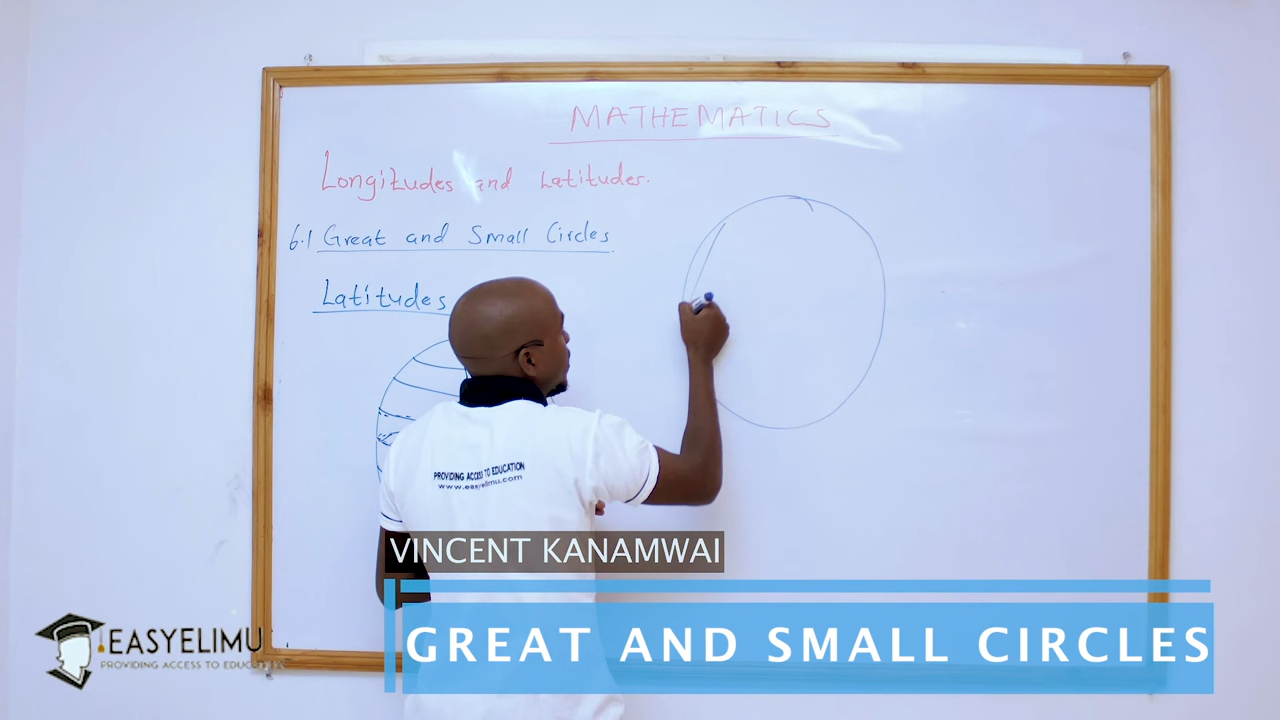 MATHEMATICS
Longitudes and Latitudes.
6.1 Great and Small Circles
Latitudes
PROVIDING ACCESS TO EDUCATION
www.easyelimu.com
VINCENT KANAMWAI
GREAT AND SMALL CIRCLES
EASYELIMU
PROVIDING ACCESS TO EDUCATION